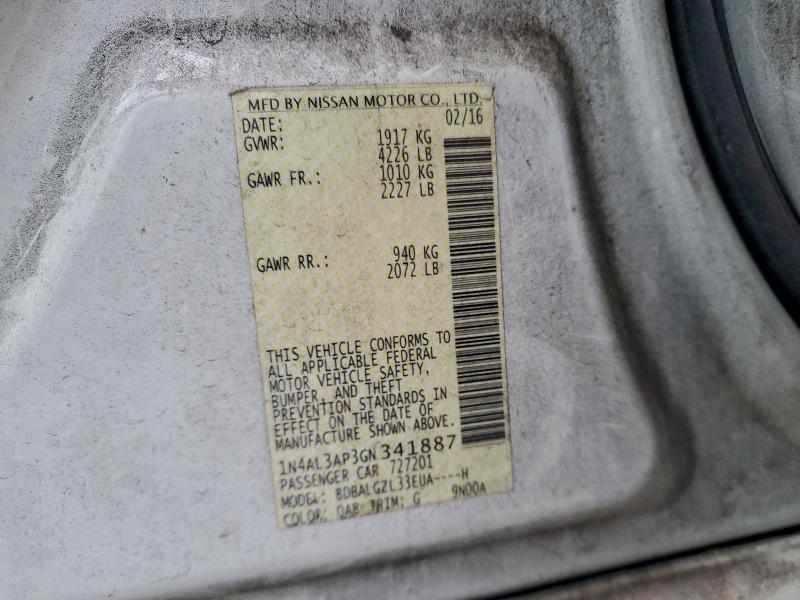 MFD BY NISSAN MOTOR CO., LTD.
DATE: 02/16
GVWR: 1917 KG
4226 LB
GAWR FR.: 1010 KG
2227 LB
GAWR RR.: 940 KG
2072 LB
THIS VEHICLE CONFORMS TO
ALL APPLICABLE FEDERAL
MOTOR VEHICLE SAFETY,
BUMPER, AND THEFT
PREVENTION STANDARDS IN
EFFECT ON THE DATE OF
MANUFACTURE SHOWN ABOVE.
1N4AL3AP3GN341887
PASSENGER CAR 727201
MODEL: BDBALGZL33EUA----H
COLOR: QAB TRIM: G 9N00A